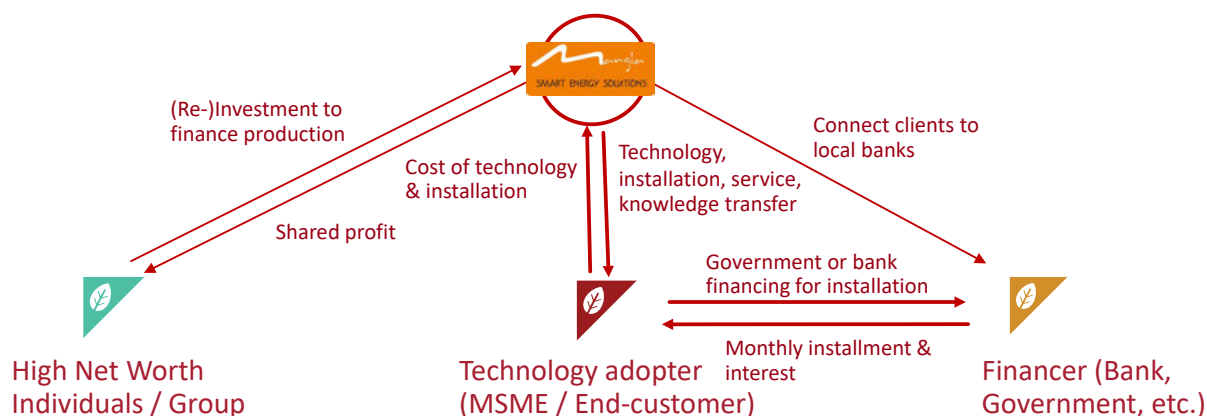 Mangla
SMART ENERGY SOLUTIONS
(Re-)Investment to
finance production
Connect clients to
local banks
Cost of technology
& installation
Technology,
installation, service,
knowledge transfer
Shared profit
Government or bank
financing for installation
Monthly installment &
interest
High Net Worth
Individuals / Group
Technology adopter
(MSME / End-customer)
Financer (Bank,
Government, etc.)